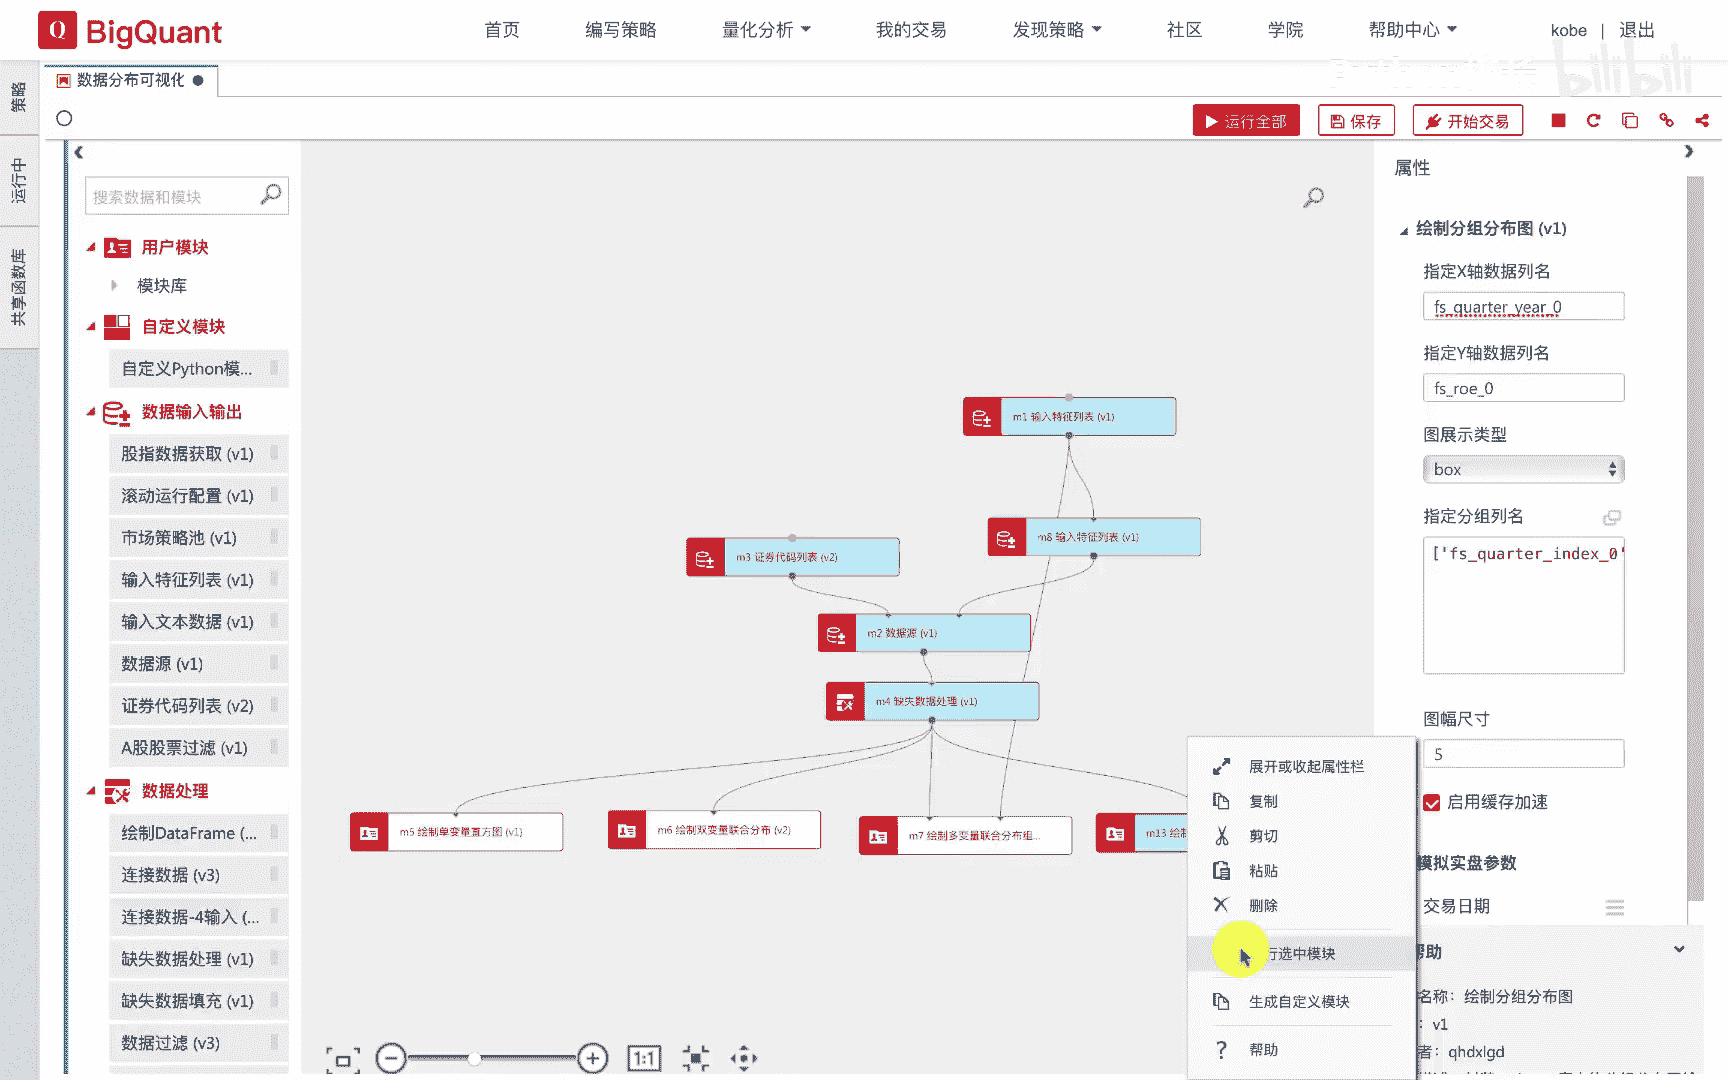 Q BigQuant
首页 编写策略 量化分析 我的交易 发现策略 社区 学院 帮助中心 kobe | 退出
bilibili
数据分布可视化
策略
运行中
共享函数库
运行全部 保存 开始交易
搜索数据和模块
用户模块
模块库
自定义模块
自定义Python模...
数据输入输出
股指数据获取 (v1)
滚动运行配置 (v1)
市场策略池 (v1)
输入特征列表 (v1)
输入文本数据 (v1)
数据源 (v1)
证券代码列表 (v2)
A股股票过滤 (v1)
数据处理
绘制DataFrame (...
连接数据 (v3)
连接数据-4输入 (...
缺失数据处理 (v1)
缺失数据填充 (v1)
数据过滤 (v3)
m1 输入特征列表 (v1)
m8 输入特征列表 (v1)
m3 证券代码列表 (v2)
m2 数据源 (v1)
m4 缺失数据处理 (v1)
m5 绘制单变量直方图 (v1)
m6 绘制双变量联合分布 (v2)
m7 绘制多变量联合分布组...
m13 绘
1:1
展开或收起属性栏
复制
剪切
粘贴
删除
行选中模块
生成自定义模块
? 帮助
属性
绘制分组分布图 (v1)
指定X轴数据列名
fs_quarter_year_0
指定Y轴数据列名
fs_roe_0
图展示类型
box
指定分组列名
['fs_quarter_index_0'
图幅尺寸
5
启用缓存加速
模拟实盘参数
交易日期
帮助
名称：绘制分组分布图
：v1
者：qhdxlgd